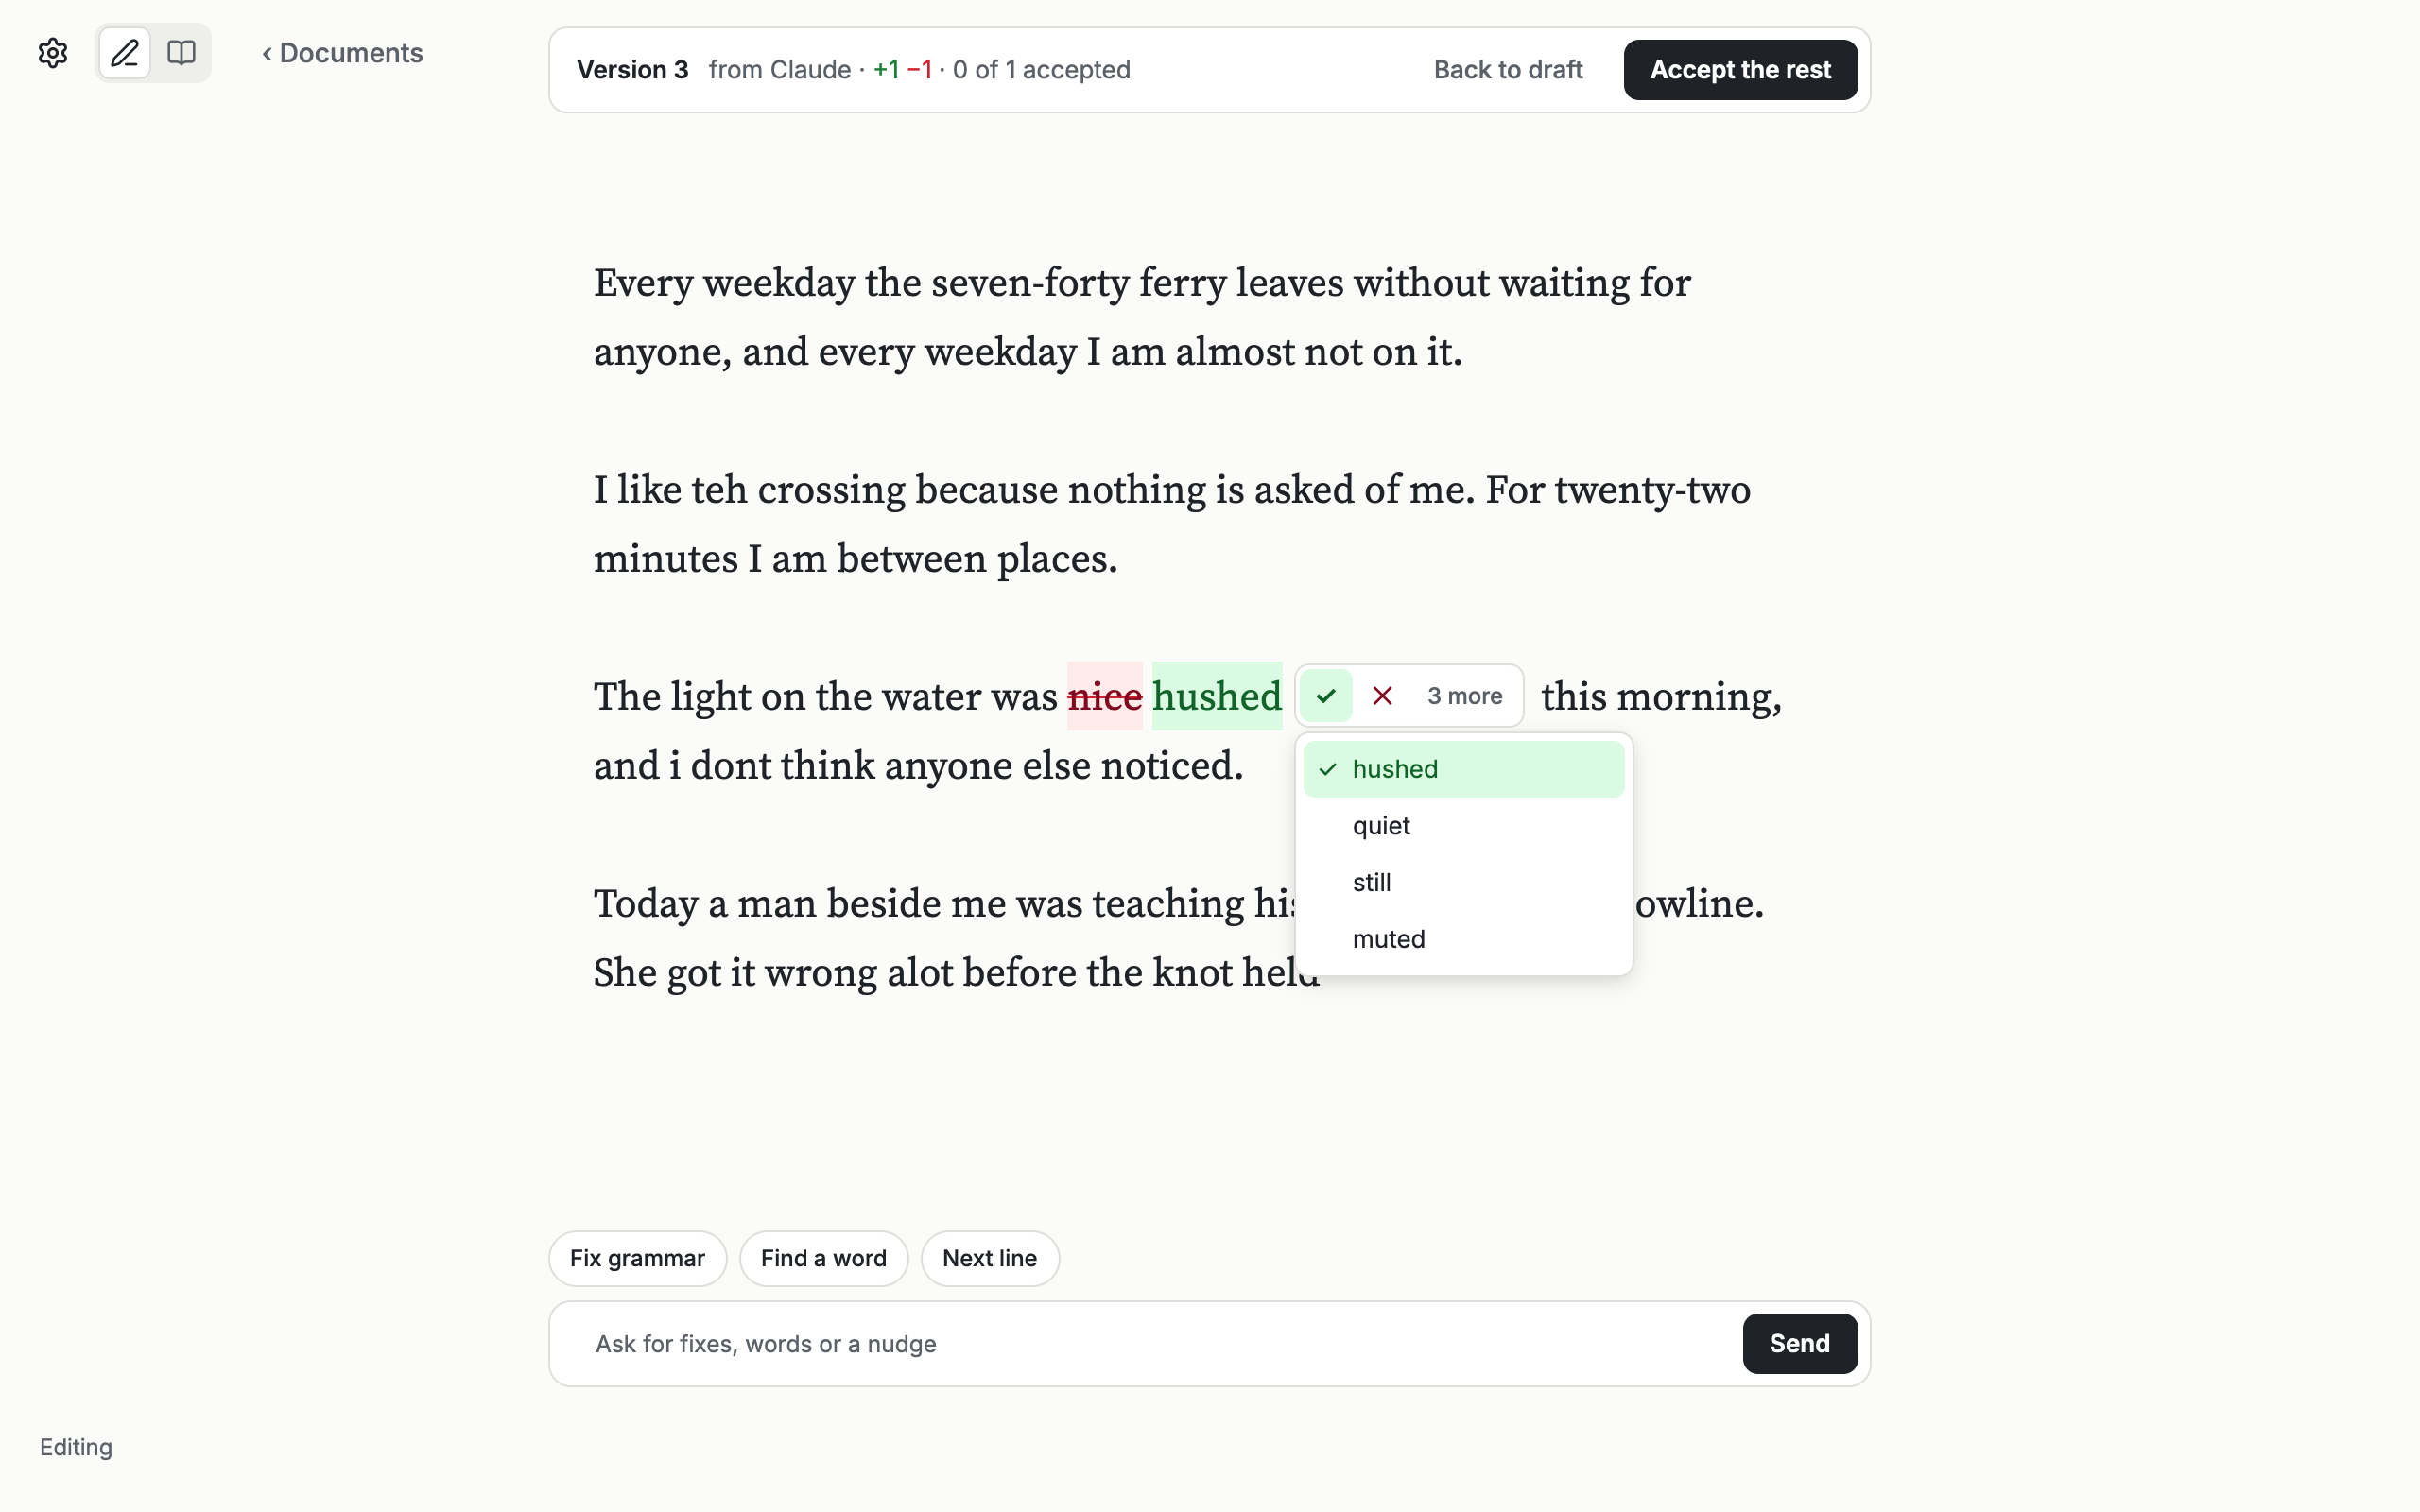 ‹ Documents
Version 3 from Claude · +1 −1 · 0 of 1 accepted
Back to draft
Accept the rest
Every weekday the seven-forty ferry leaves without waiting for
anyone, and every weekday I am almost not on it.
I like teh crossing because nothing is asked of me. For twenty-two
minutes I am between places.
The light on the water was nice hushed 3 more this morning,
and i dont think anyone else noticed.
hushed
quiet
still
muted
Today a man beside me was teaching owline.
She got it wrong alot before the knot held
Fix grammar
Find a word
Next line
Ask for fixes, words or a nudge
Send
Editing